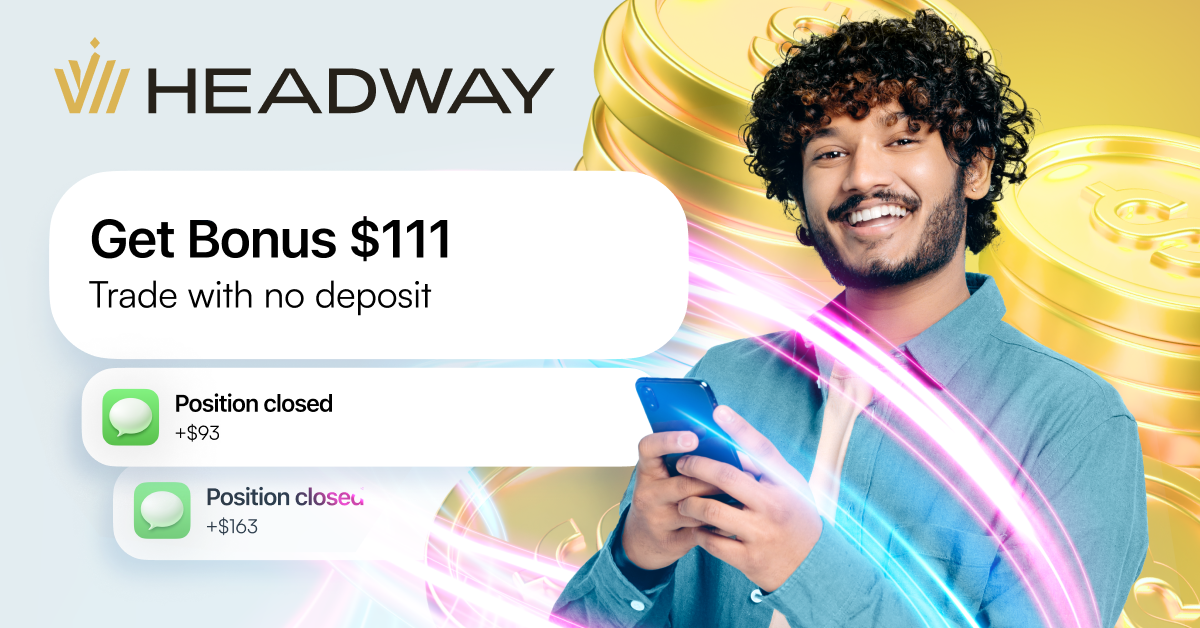 HEADWAY
Get Bonus $111
Trade with no deposit
Position closed
+$93
Position closed
+$163